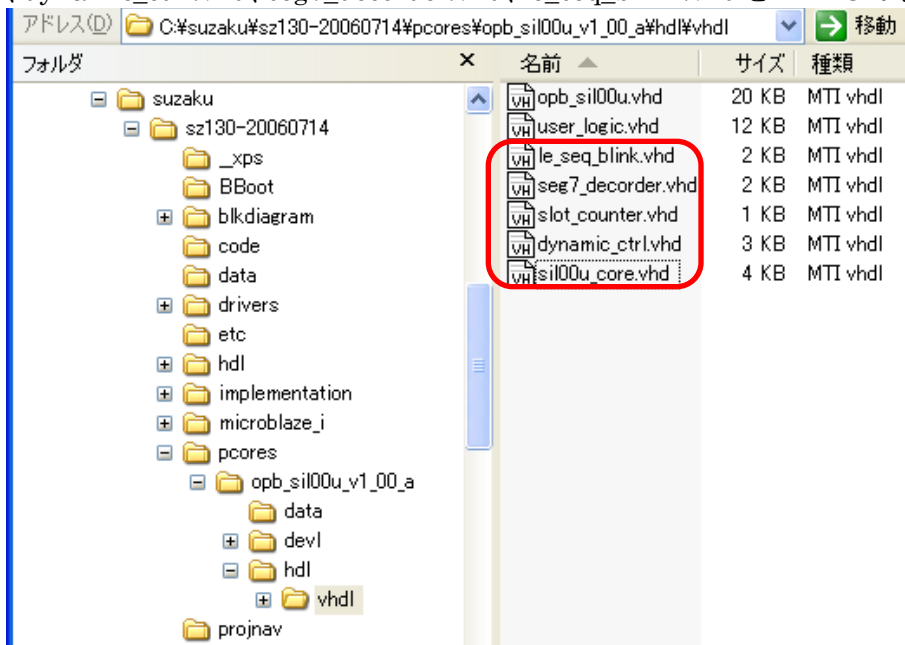 アドレス(D) C:¥suzaku¥sz130-20060714¥pcores¥opb_sil00u_v1_00_a¥hdl¥vhdl 移動
フォルダ × 名前 サイズ 種類
suzaku
sz130-20060714
_xps
BBoot
blkdiagram
code
data
drivers
etc
hdl
implementation
microblaze_i
pcores
opb_sil00u_v1_00_a
data
devl
hdl
vhdl
projnav
opb_sil00u.vhd 20 KB MTI vhdl
user_logic.vhd 12 KB MTI vhdl
le_seq_blink.vhd 2 KB MTI vhdl
seg7_decorder.vhd 2 KB MTI vhdl
slot_counter.vhd 1 KB MTI vhdl
dynamic_ctrl.vhd 3 KB MTI vhdl
sil00u_core.vhd 4 KB MTI vhdl